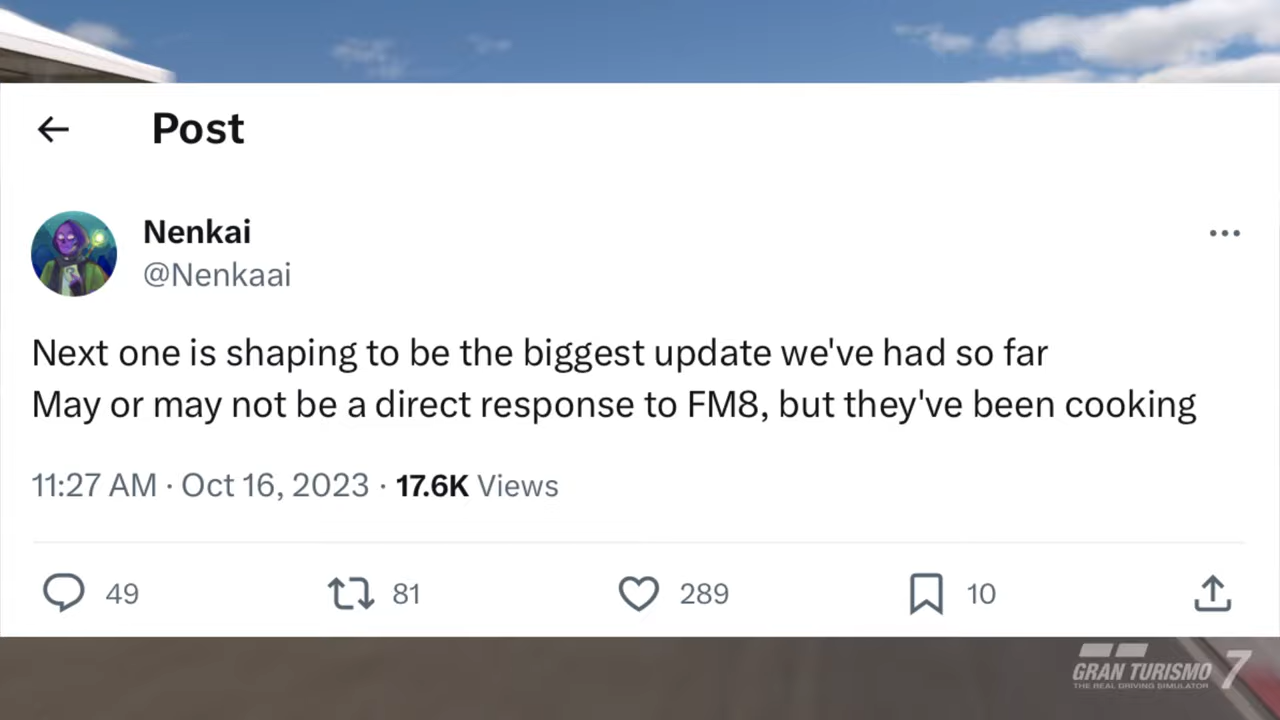 Post
Nenkai
@Nenkaai
Next one is shaping to be the biggest update we've had so far
May or may not be a direct response to FM8, but they've been cooking
11:27 AM · Oct 16, 2023 · 17.6K Views
49 81 289 10
GRAN TURISMO 7
THE REAL DRIVING SIMULATOR